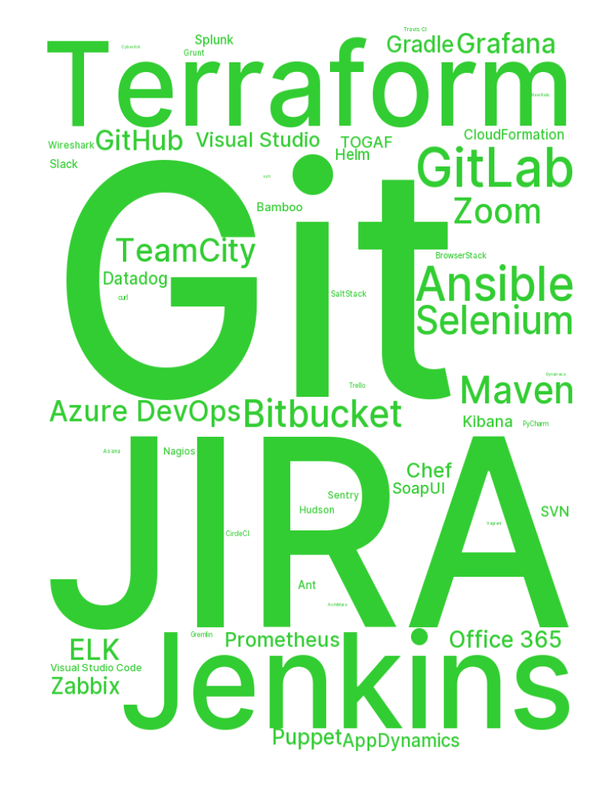 Travis CI
Splunk
Gradle
Grafana
Terraform
Grunt
Wireshark
GitHub
Visual Studio
TOGAF
CloudFormation
Helm
Slack
GitLab
Git
Bamboo
Zoom
TeamCity
BrowserStack
Datadog
curl
SaltStack
Ansible
Selenium
Trello
Maven
Azure DevOps
Bitbucket
Kibana
PyCharm
JIRA
Nagios
Chef
SoapUI
Sentry
Hudson
SVN
CircleCI
Ant
Gremlin
Prometheus
Office 365
ELK
Jenkins
Visual Studio Code
Zabbix
Puppet
AppDynamics